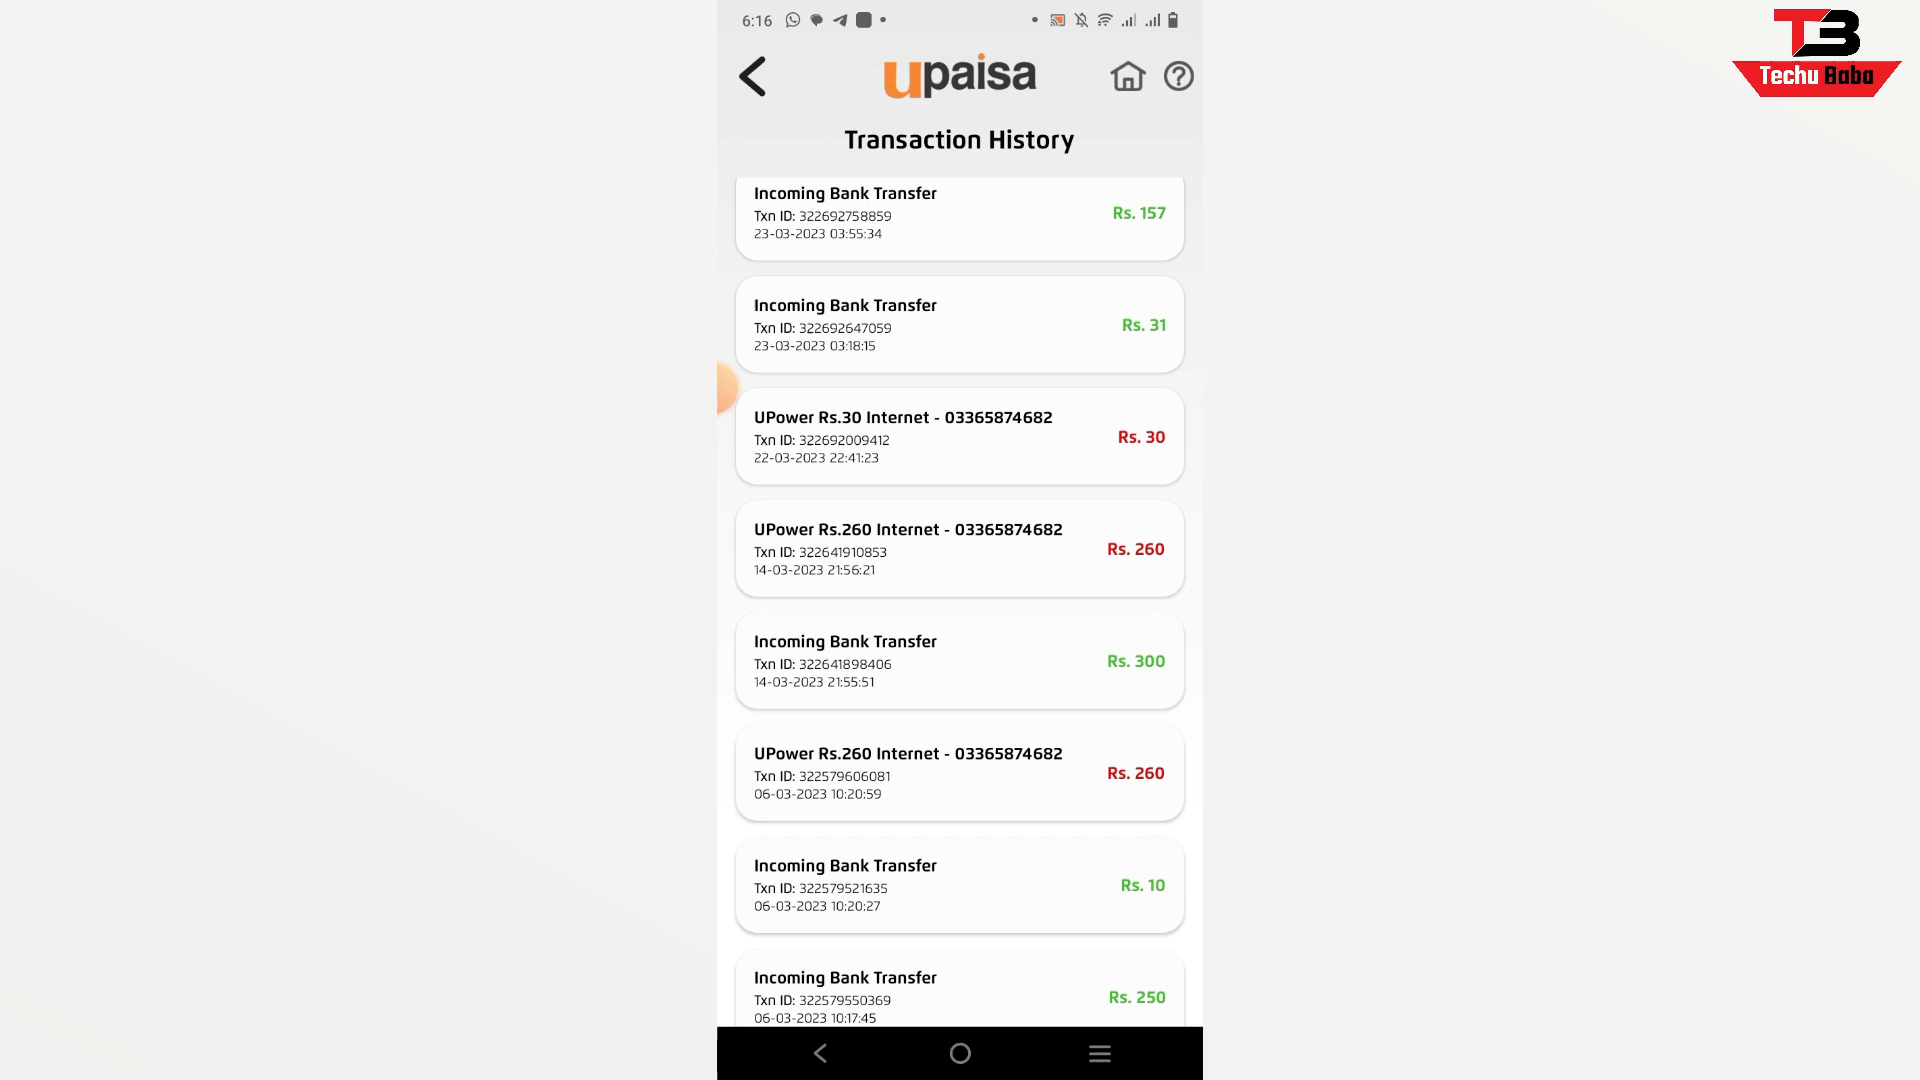 6:16
upaisa
TB
Techu Baba
Transaction History
Incoming Bank Transfer
Txn ID: 322692758859
23-03-2023 03:55:34
Rs. 157
Incoming Bank Transfer
Txn ID: 322692647059
23-03-2023 03:18:15
Rs. 31
UPower Rs.30 Internet - 03365874682
Txn ID: 322692009412
22-03-2023 22:41:23
Rs. 30
UPower Rs.260 Internet - 03365874682
Txn ID: 322641910853
14-03-2023 21:56:21
Rs. 260
Incoming Bank Transfer
Txn ID: 322641898406
14-03-2023 21:55:51
Rs. 300
UPower Rs.260 Internet - 03365874682
Txn ID: 322579606081
06-03-2023 10:20:59
Rs. 260
Incoming Bank Transfer
Txn ID: 322579521635
06-03-2023 10:20:27
Rs. 10
Incoming Bank Transfer
Txn ID: 322579550369
06-03-2023 10:17:45
Rs. 250